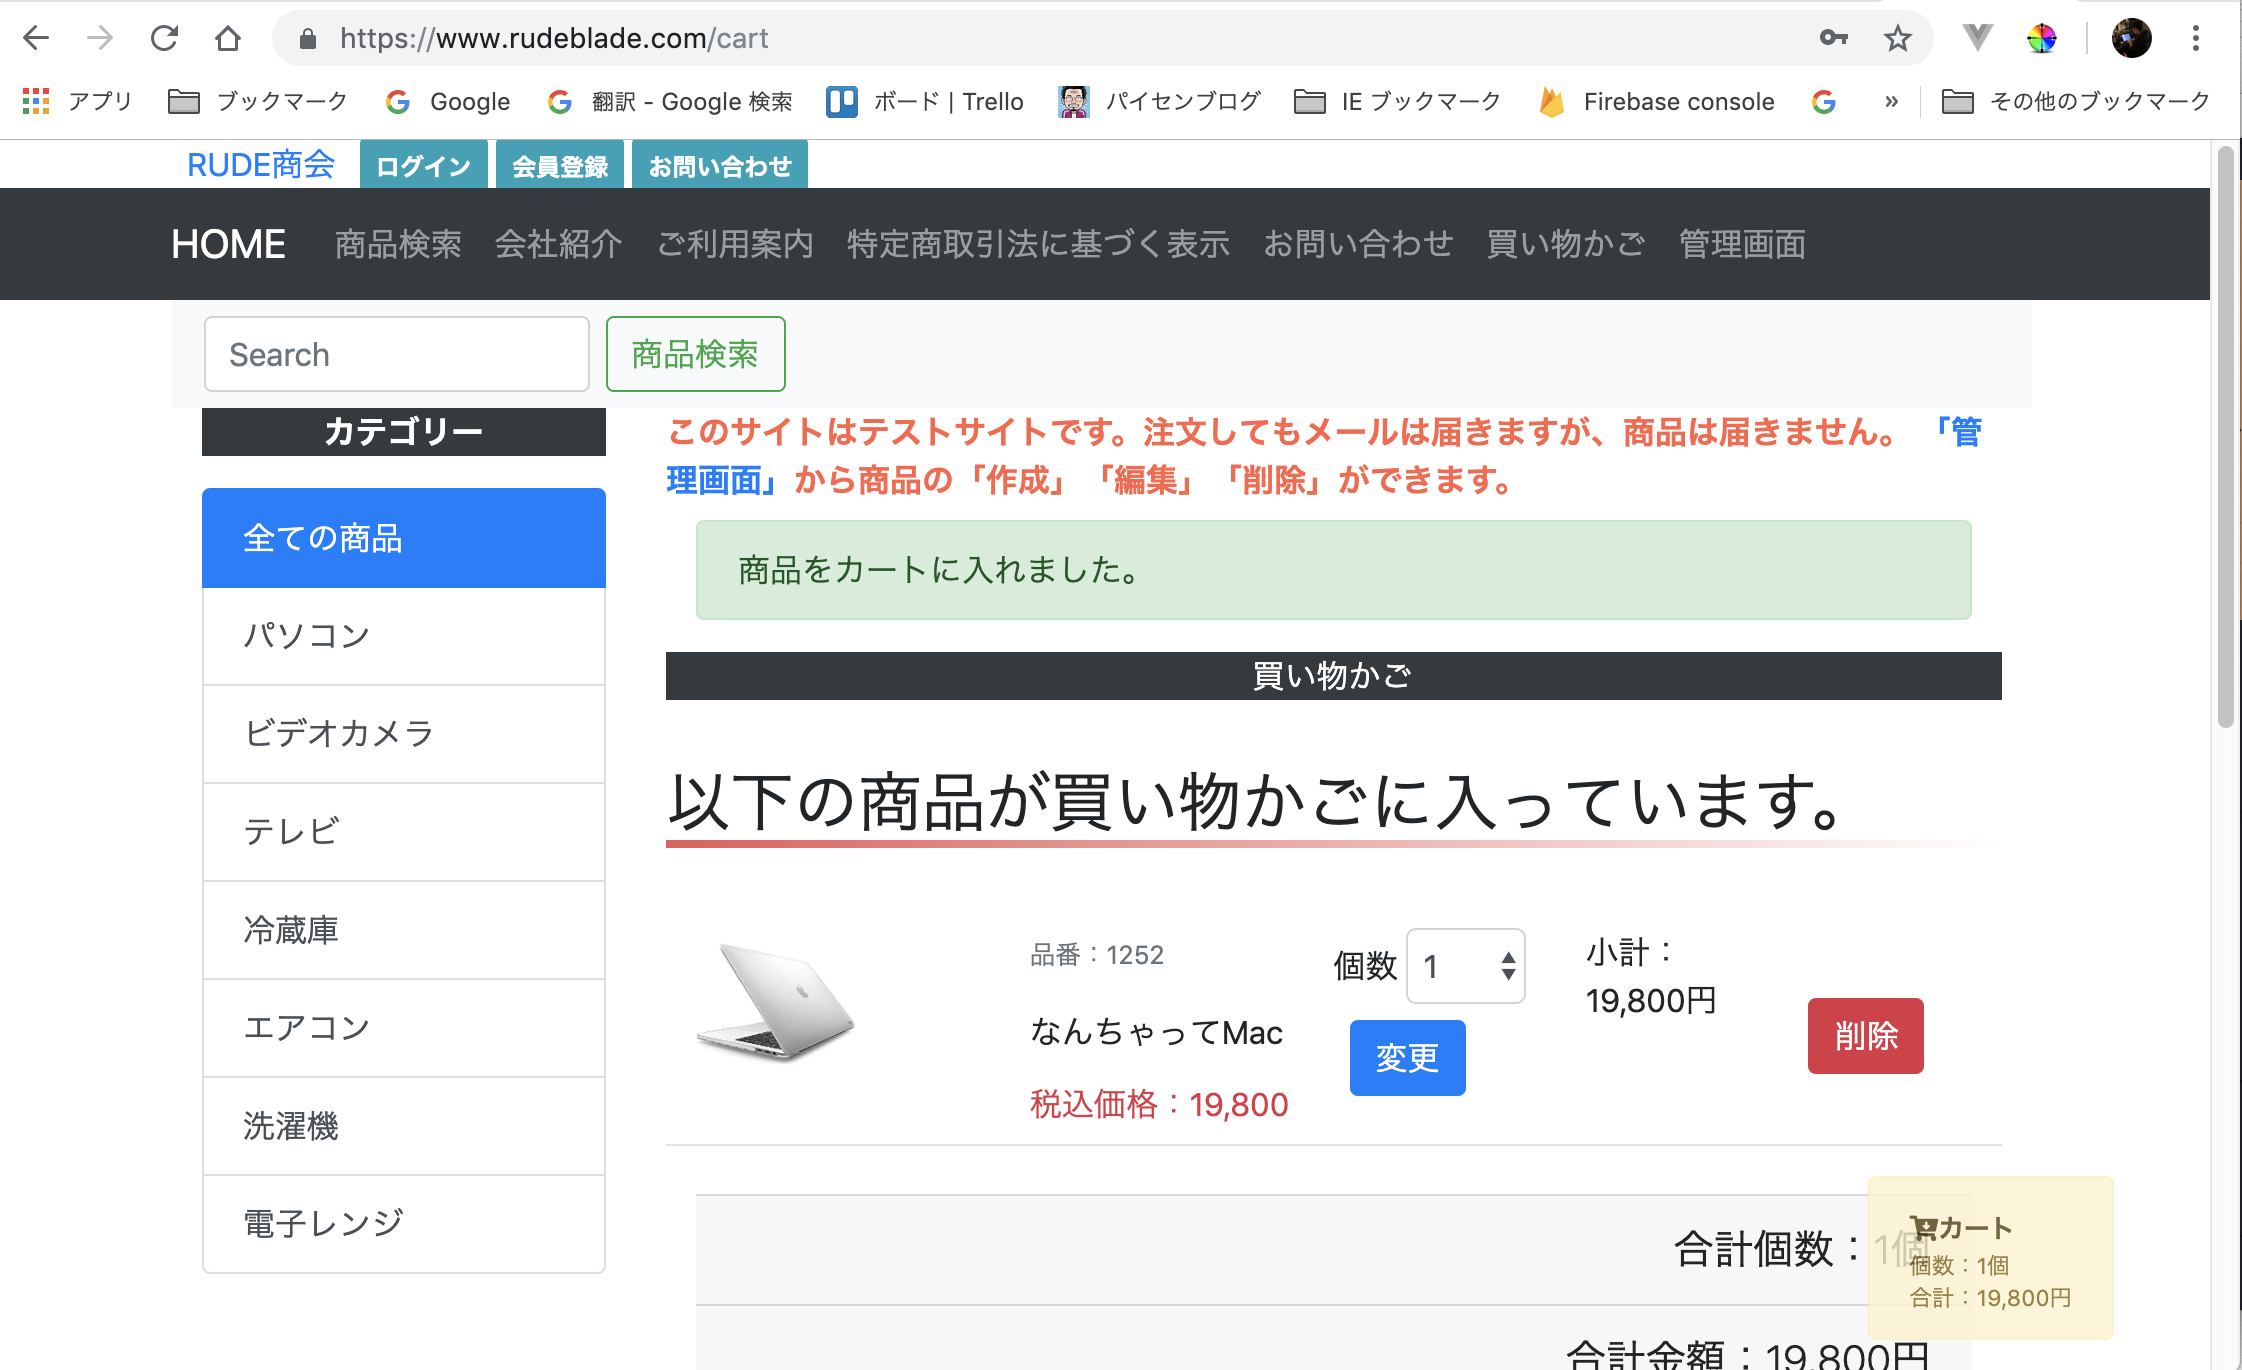 https://www.rudeblade.com/cart
アプリ ブックマーク Google 翻訳 - Google 検索 ボード | Trello パイセンブログ IE ブックマーク Firebase console » その他のブックマーク
RUDE商会 ログイン 会員登録 お問い合わせ
HOME 商品検索 会社紹介 ご利用案内 特定商取引法に基づく表示 お問い合わせ 買い物かご 管理画面
Search 商品検索
カテゴリー
全ての商品
パソコン
ビデオカメラ
テレビ
冷蔵庫
エアコン
洗濯機
電子レンジ
このサイトはテストサイトです。注文してもメールは届きますが、商品は届きません。 「管
理画面」から商品の「作成」「編集」「削除」ができます。
商品をカートに入れました。
買い物かご
以下の商品が買い物かごに入っています。
品番：1252
なんちゃってMac
税込価格：19,800
個数 1
変更
小計：
19,800円
削除
合計個数：1個
合計金額：19,800円
カート
個数：1個
合計：19,800円